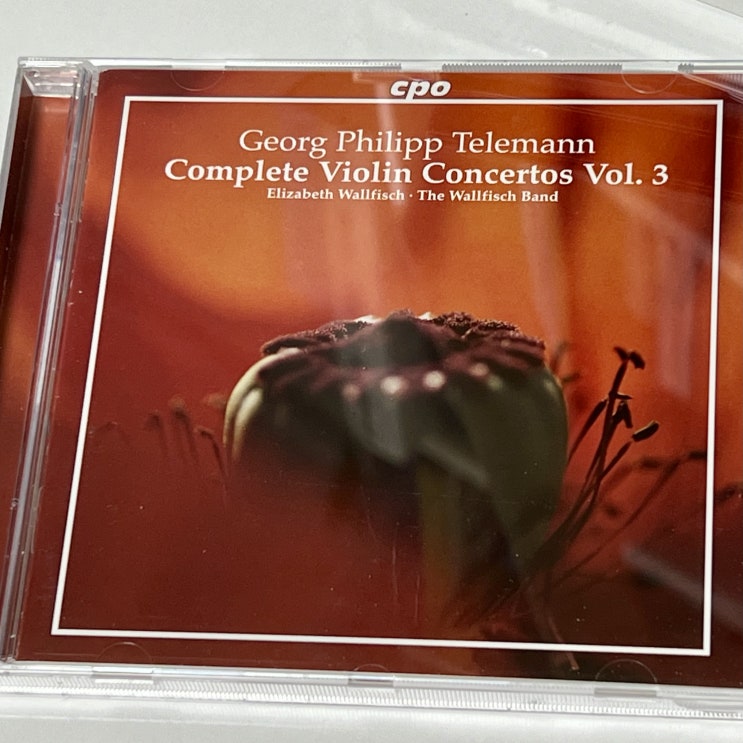 cpo
Georg Philipp Telemann
Complete Violin Concertos Vol. 3
Elizabeth Wallfisch · The Wallfisch Band